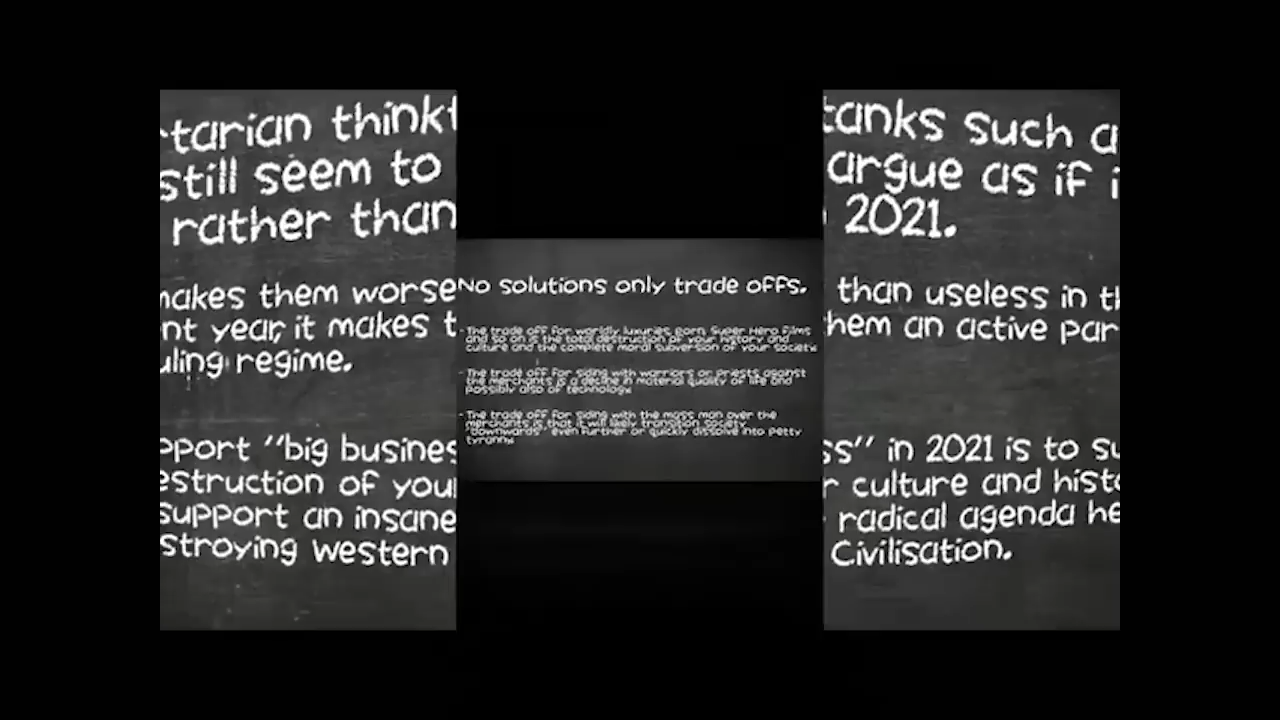 tarian think
still seem to
rather than
makes them worse
nt year, it makes t
uling regime.
pport "big busines
estruction of you
support an insane
stroying western
No solutions only trade offs.
- The trade off for worldly luxuries, porn, Super Hero films
and so on is the total destruction of your history and
culture and the complete moral subversion of your society.
- The trade off for siding with warriors or priests against
the merchants is a decline in material quality of life and
possibly also of technology.
- The trade off for siding with the mass man over the
merchants is that it will likely transition society
"downwards" even further or quickly dissolve into petty
tyranny.
tanks such a
argue as if i
2021.
than useless in th
hem an active par
ss" in 2021 is to su
r culture and histo
radical agenda he
Civilisation.